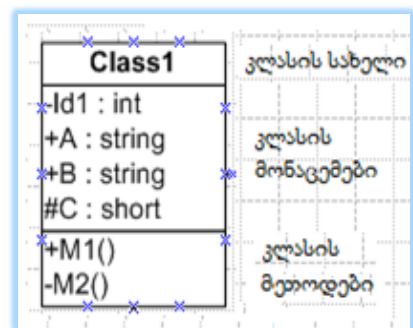 Class1
კლასის სახელი
-Id1 : int
+A : string
+B : string
#C : short
კლასის
მონაცემები
+M1()
-M2()
კლასის
მეთოდები